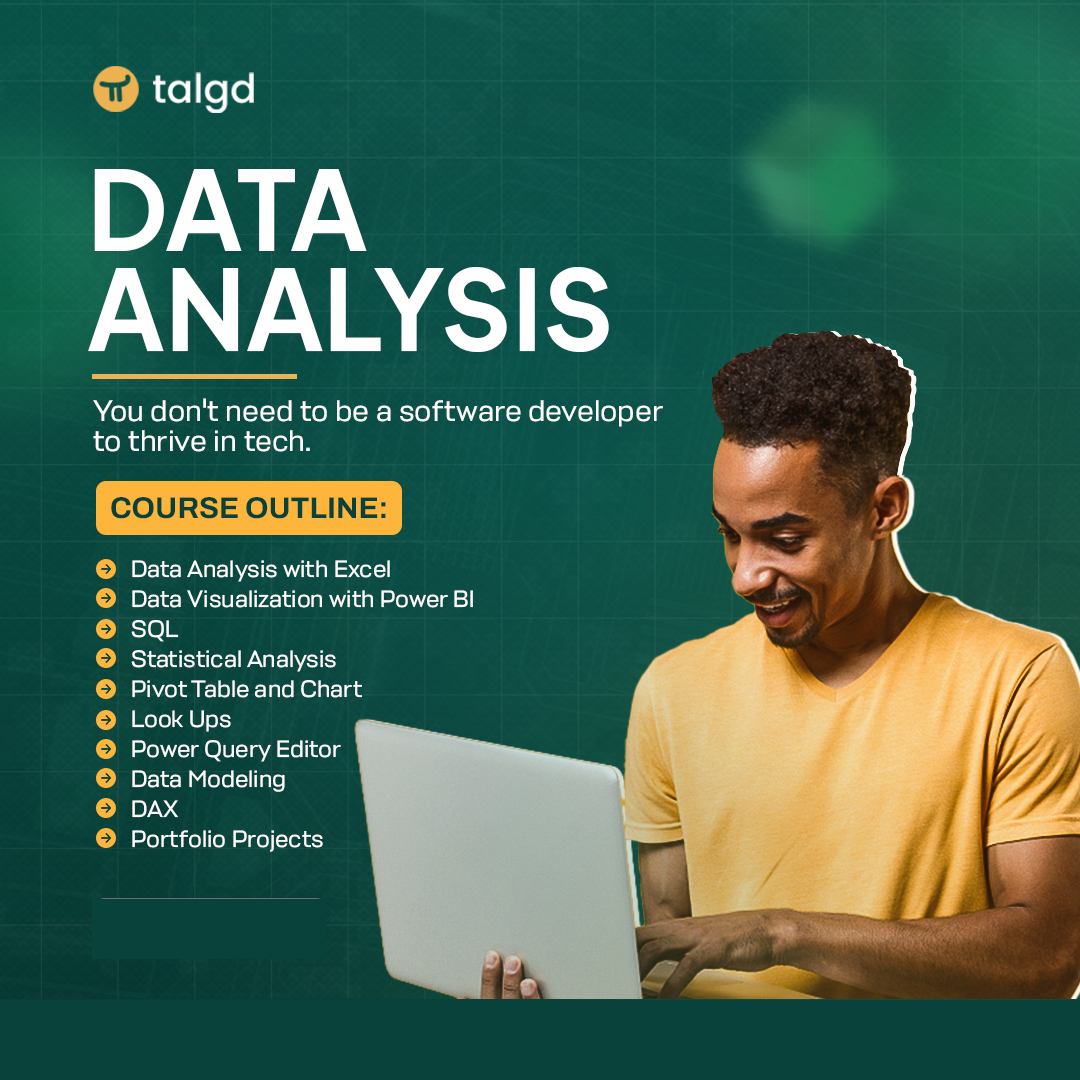 talgd
DATA
ANALYSIS
You don't need to be a software developer
to thrive in tech.
COURSE OUTLINE:
Data Analysis with Excel
Data Visualization with Power BI
SQL
Statistical Analysis
Pivot Table and Chart
Look Ups
Power Query Editor
Data Modeling
DAX
Portfolio Projects